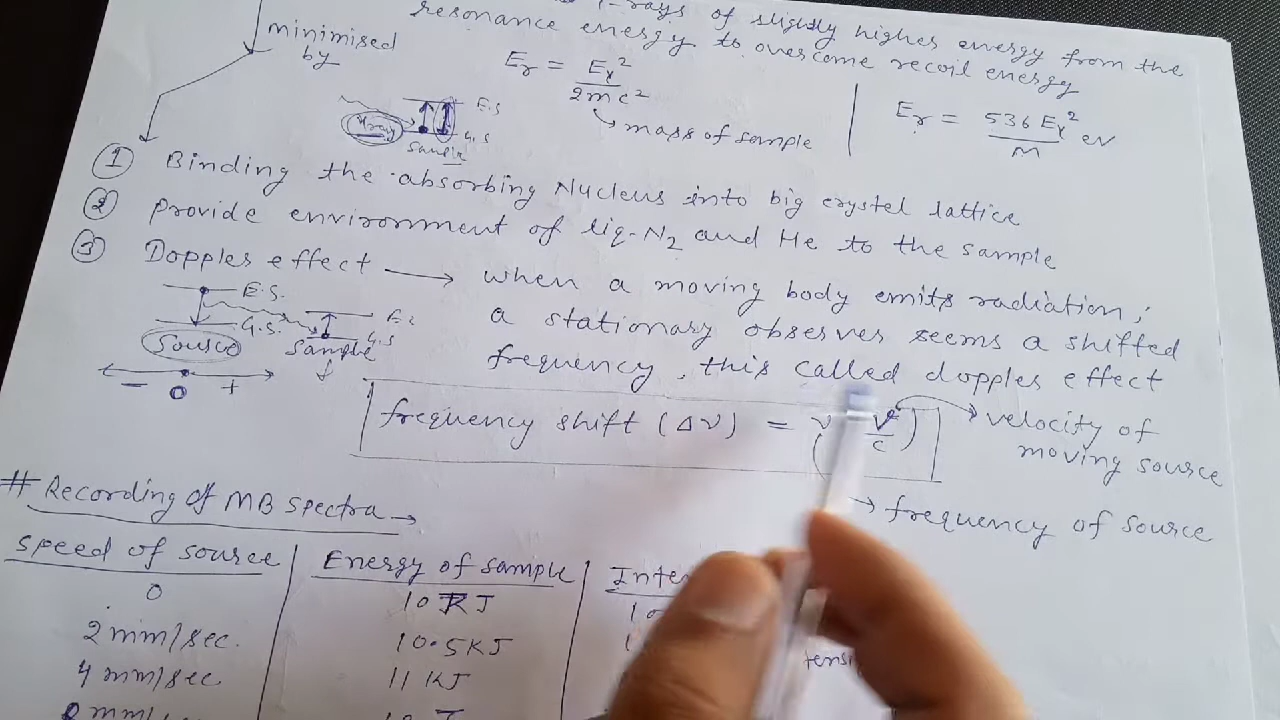 γ-rays of slightly higher energy from the
resonance energy to overcome recoil energy
minimised
by
Er = Eγ² / 2mc²
mass of sample
Er = 536 Eγ² / M ev
E.S
G.S
Sample
① Binding the absorbing Nucleus into big crystel lattice
② Provide environment of liq-N₂ and He to the sample
③ Dopples effect → when a moving body emits radiation;
a stationary observer seems a shifted
frequency, this called dopples effect
E.S.
G.S.
Source
E.S
G.S
Sample
− 0 +
frequency shift (Δν) = ν ( v / c )
velocity of
moving source
frequency of source
# Recording of MB spectra →
Speed of source | Energy of sample
0 | 10 KJ
2 mm/sec. | 10.5 KJ
4 mm/sec | 11 KJ